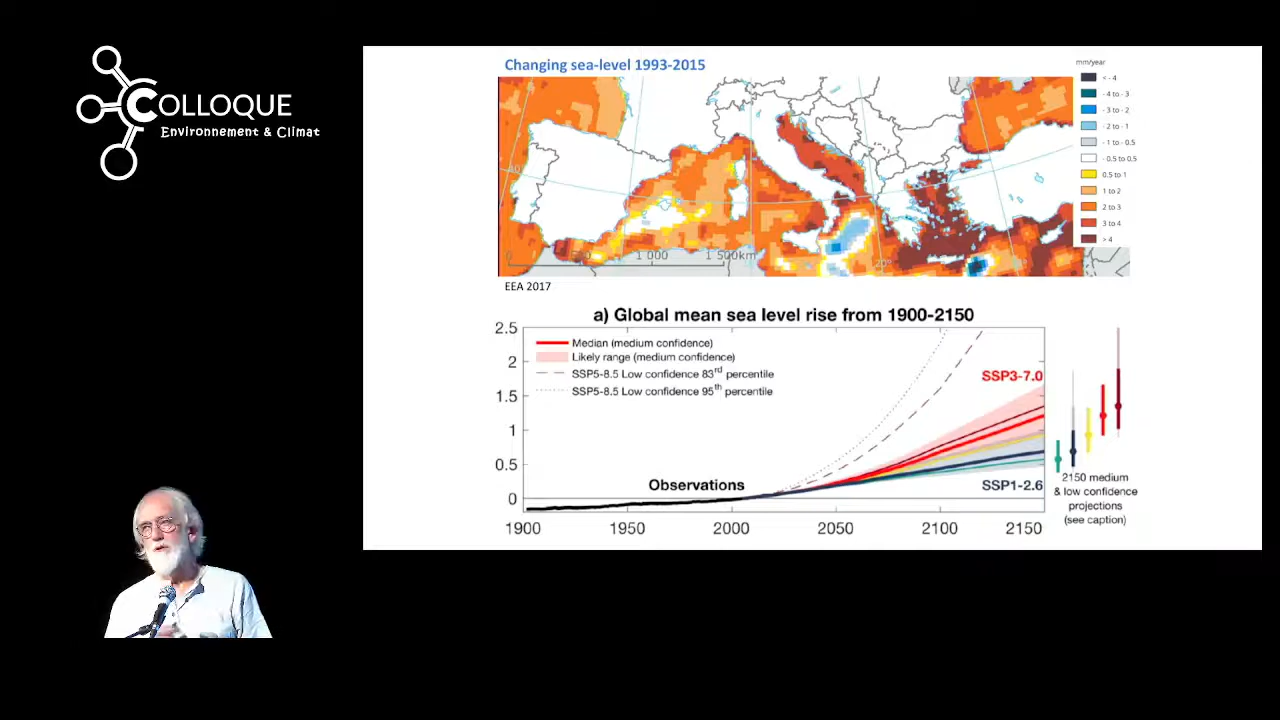 COLLOQUE
Environnement & Climat
Changing sea-level 1993-2015
mm/year
< - 4
- 4 to - 3
- 3 to - 2
- 2 to - 1
- 1 to - 0.5
- 0.5 to 0.5
0.5 to 1
1 to 2
2 to 3
3 to 4
> 4
40°
0
500
1 000
1 500km
20°
EEA 2017
a) Global mean sea level rise from 1900-2150
2.5
2
1.5
1
0.5
0
Median (medium confidence)
Likely range (medium confidence)
SSP5-8.5 Low confidence 83rd percentile
SSP5-8.5 Low confidence 95th percentile
SSP3-7.0
Observations
SSP1-2.6
1900
1950
2000
2050
2100
2150
2150 medium
& low confidence
projections
(see caption)